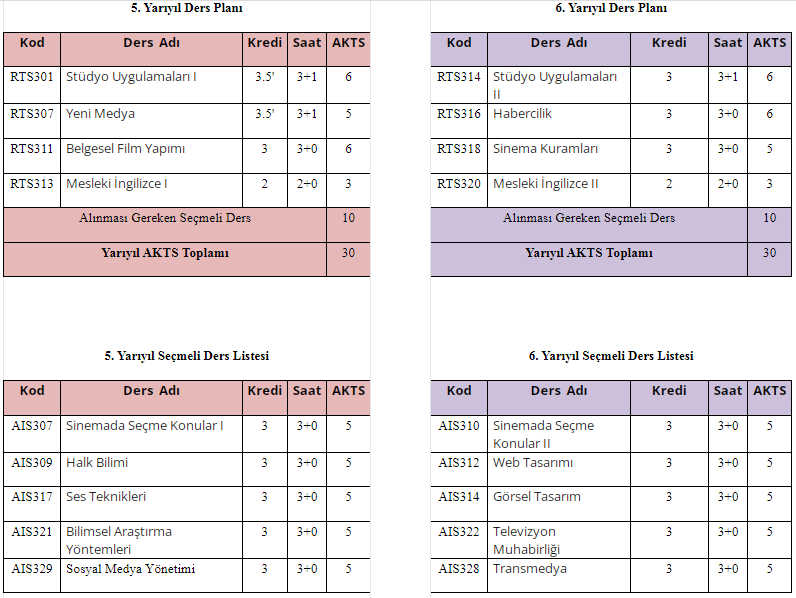 5. Yarıyıl Ders Planı
Kod Ders Adı Kredi Saat AKTS
RTS301 Stüdyo Uygulamaları I 3.5' 3+1 6
RTS307 Yeni Medya 3.5' 3+1 5
RTS311 Belgesel Film Yapımı 3 3+0 6
RTS313 Mesleki İngilizce I 2 2+0 3
Alınması Gereken Seçmeli Ders 10
Yarıyıl AKTS Toplamı 30
5. Yarıyıl Seçmeli Ders Listesi
Kod Ders Adı Kredi Saat AKTS
AIS307 Sinemada Seçme Konular I 3 3+0 5
AIS309 Halk Bilimi 3 3+0 5
AIS317 Ses Teknikleri 3 3+0 5
AIS321 Bilimsel Araştırma 3 3+0 5
Yöntemleri
AIS329 Sosyal Medya Yönetimi 3 3+0 5
6. Yarıyıl Ders Planı
Kod Ders Adı Kredi Saat AKTS
RTS314 Stüdyo Uygulamaları 3 3+1 6
II
RTS316 Habercilik 3 3+0 6
RTS318 Sinema Kuramları 3 3+0 5
RTS320 Mesleki İngilizce II 2 2+0 3
Alınması Gereken Seçmeli Ders 10
Yarıyıl AKTS Toplamı 30
6. Yarıyıl Seçmeli Ders Listesi
Kod Ders Adı Kredi Saat AKTS
AIS310 Sinemada Seçme 3 3+0 5
Konular II
AIS312 Web Tasarımı 3 3+0 5
AIS314 Görsel Tasarım 3 3+0 5
AIS322 Televizyon 3 3+0 5
Muhabirliği
AIS328 Transmedya 3 3+0 5